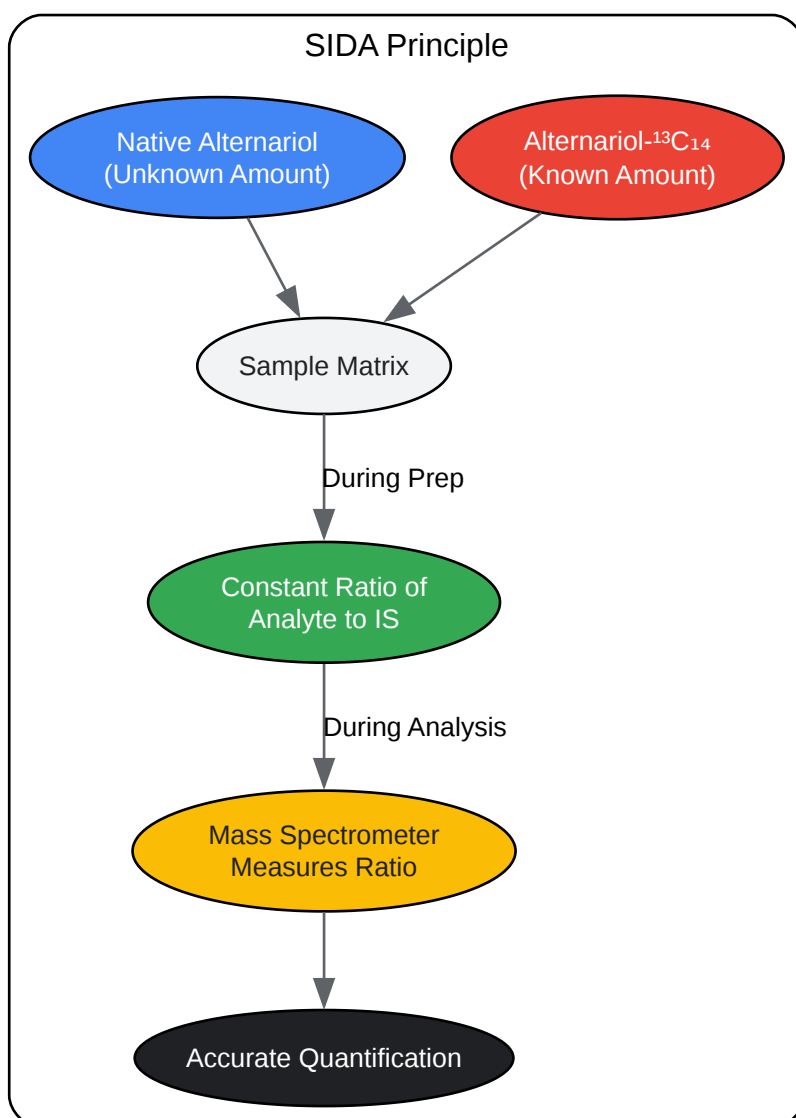 SIDA Principle
Native Alternariol
(Unknown Amount)
Alternariol-¹³C₁₄
(Known Amount)
Sample Matrix
During Prep
Constant Ratio of
Analyte to IS
During Analysis
Mass Spectrometer
Measures Ratio
Accurate Quantification